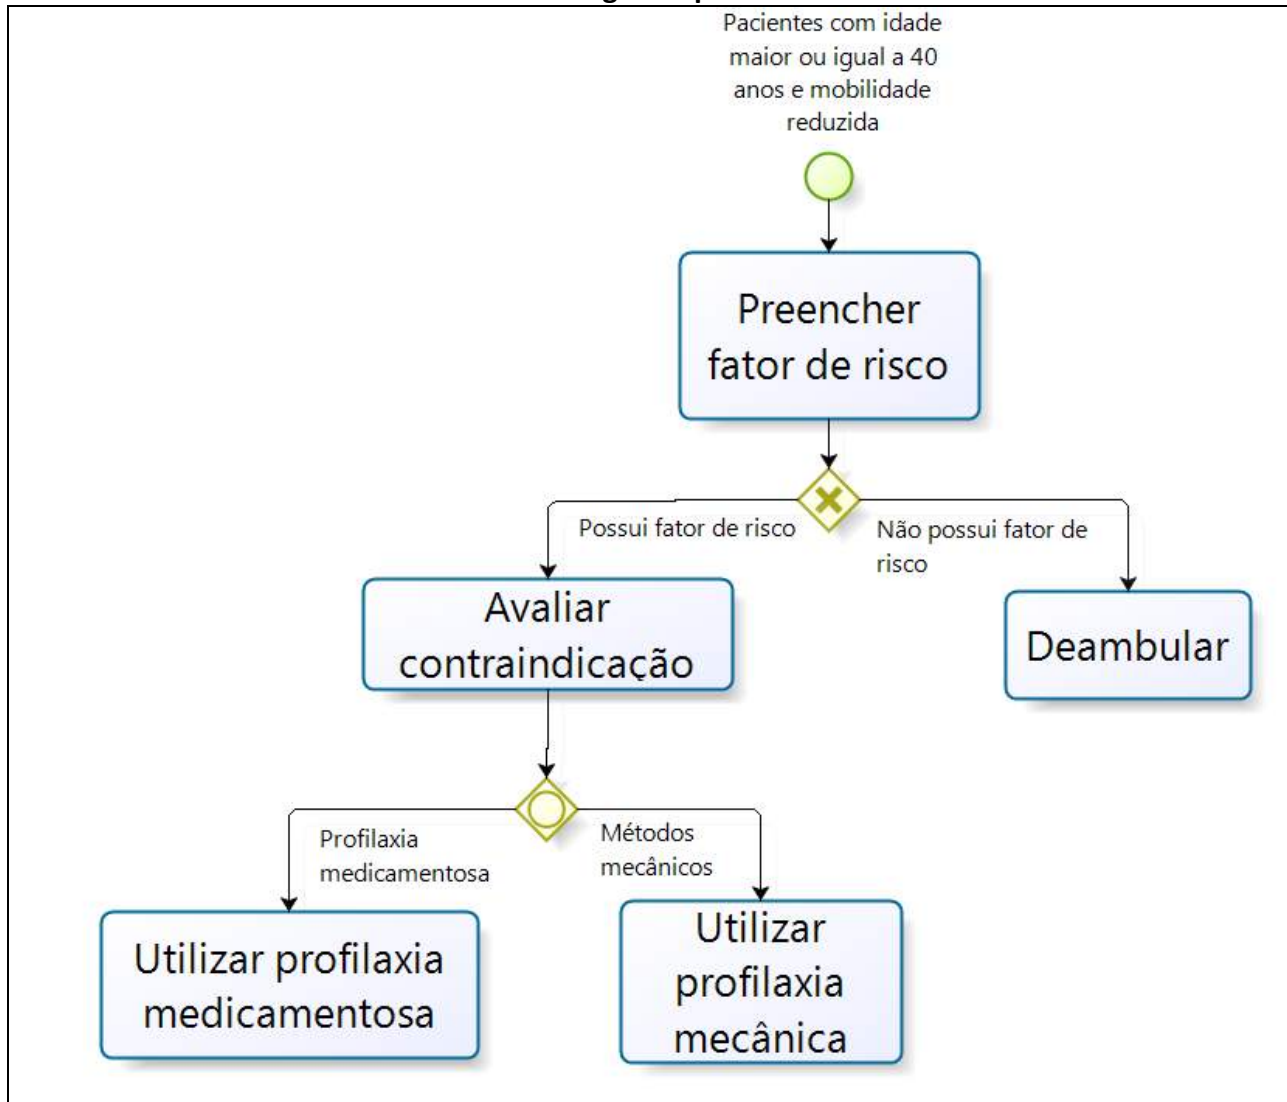 Pacientes com idade
maior ou igual a 40
anos e mobilidade
reduzida
Preencher
fator de risco
Possui fator de risco
Não possui fator de
risco
Avaliar
contraindicação
Deambular
Profilaxia
medicamentosa
Métodos
mecânicos
Utilizar profilaxia
medicamentosa
Utilizar
profilaxia
mecânica